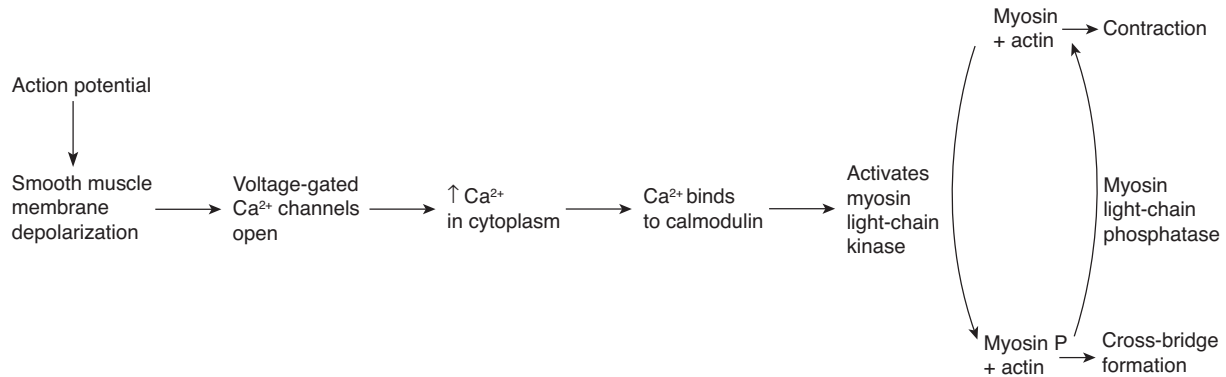 Action potential
Smooth muscle
membrane
depolarization
Voltage-gated
Ca²⁺ channels
open
↑ Ca²⁺
in cytoplasm
Ca²⁺ binds
to calmodulin
Activates
myosin
light-chain
kinase
Myosin
+ actin
Contraction
Myosin
light-chain
phosphatase
Myosin P
+ actin
Cross-bridge
formation